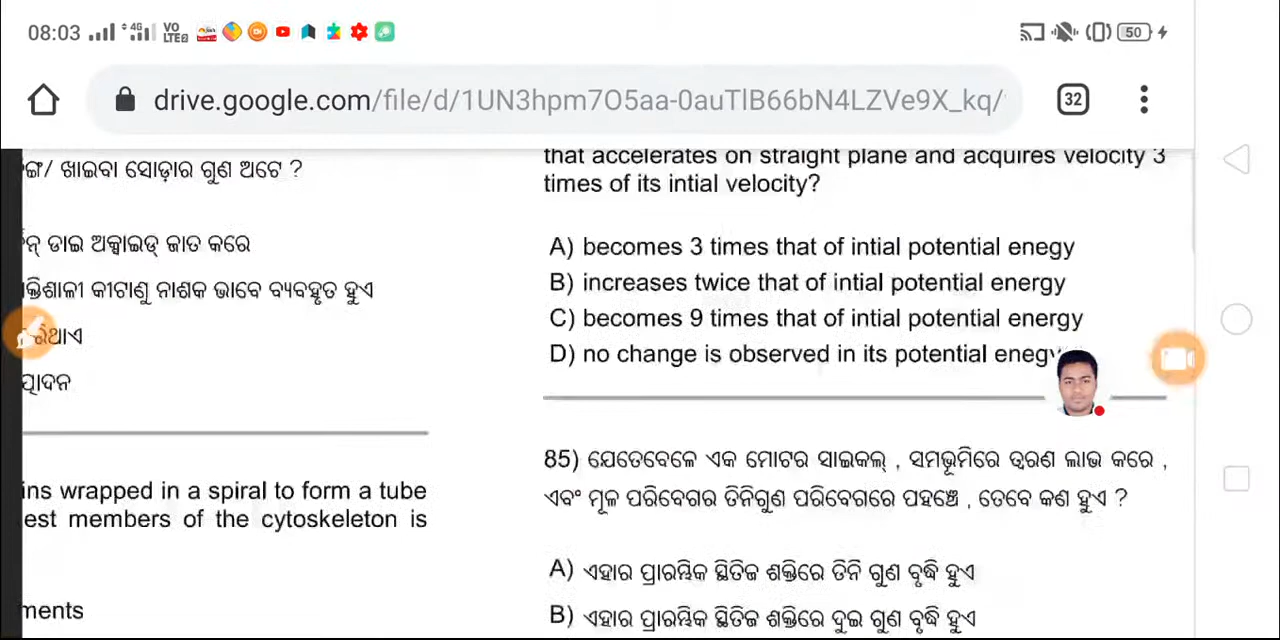 08:03
4G
VO
LTE2
50
drive.google.com/file/d/1UN3hpm7O5aa-0auTlB66bN4LZVe9X_kq/
32
/ ଖାଇବା ସୋଡ଼ାର ଗୁଣ ଅଟେ ?
ଡାଇ ଅକ୍ସାଇଡ୍ ଜାତ କରେ
କୀଟାଣୁ ନାଶକ ଭାବେ ବ୍ୟବହୃତ ହୁଏ
ins wrapped in a spiral to form a tube
est members of the cytoskeleton is
ments
that accelerates on straight plane and acquires velocity 3
times of its intial velocity?
A) becomes 3 times that of intial potential enegy
B) increases twice that of intial potential energy
C) becomes 9 times that of intial potential energy
D) no change is observed in its potential enegy
85) ଯେତେବେଳେ ଏକ ମୋଟର ସାଇକଲ୍ , ସମଭୂମିରେ ତ୍ୱରଣ ଲାଭ କରେ ,
ଏବଂ ମୂଳ ପରିବେଗର ତିନିଗୁଣ ପରିବେଗରେ ପହଞ୍ଚେ , ତେବେ କଣ ହୁଏ ?
A) ଏହାର ପ୍ରାରମ୍ଭିକ ସ୍ଥିତିଜ ଶକ୍ତିରେ ତିନି ଗୁଣ ବୃଦ୍ଧି ହୁଏ
B) ଏହାର ପ୍ରାରମ୍ଭିକ ସ୍ଥିତିଜ ଶକ୍ତିରେ ଦୁଇ ଗୁଣ ବୃଦ୍ଧି ହୁଏ